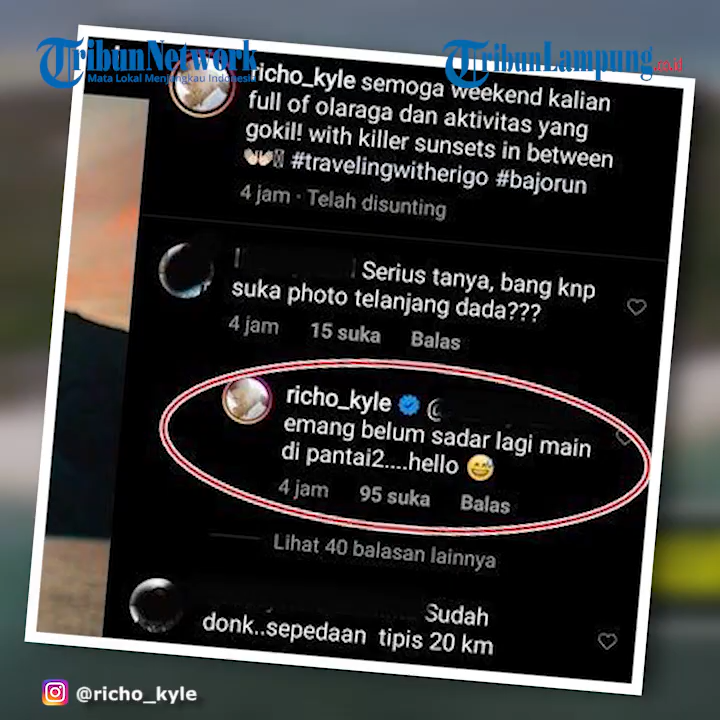 TribunNetwork
Mata Lokal Menjangkau Indonesia
TribunLampung.co.id
richo_kyle semoga weekend kalian
full of olaraga dan aktivitas yang
gokil! with killer sunsets in between
#travelingwitherigo #bajorun
4 jam · Telah disunting
Serius tanya, bang knp
suka photo telanjang dada???
4 jam 15 suka Balas
richo_kyle @
emang belum sadar lagi main
di pantai2....hello 😅
4 jam 95 suka Balas
Lihat 40 balasan lainnya
Sudah
donk..sepedaan tipis 20 km
@richo_kyle